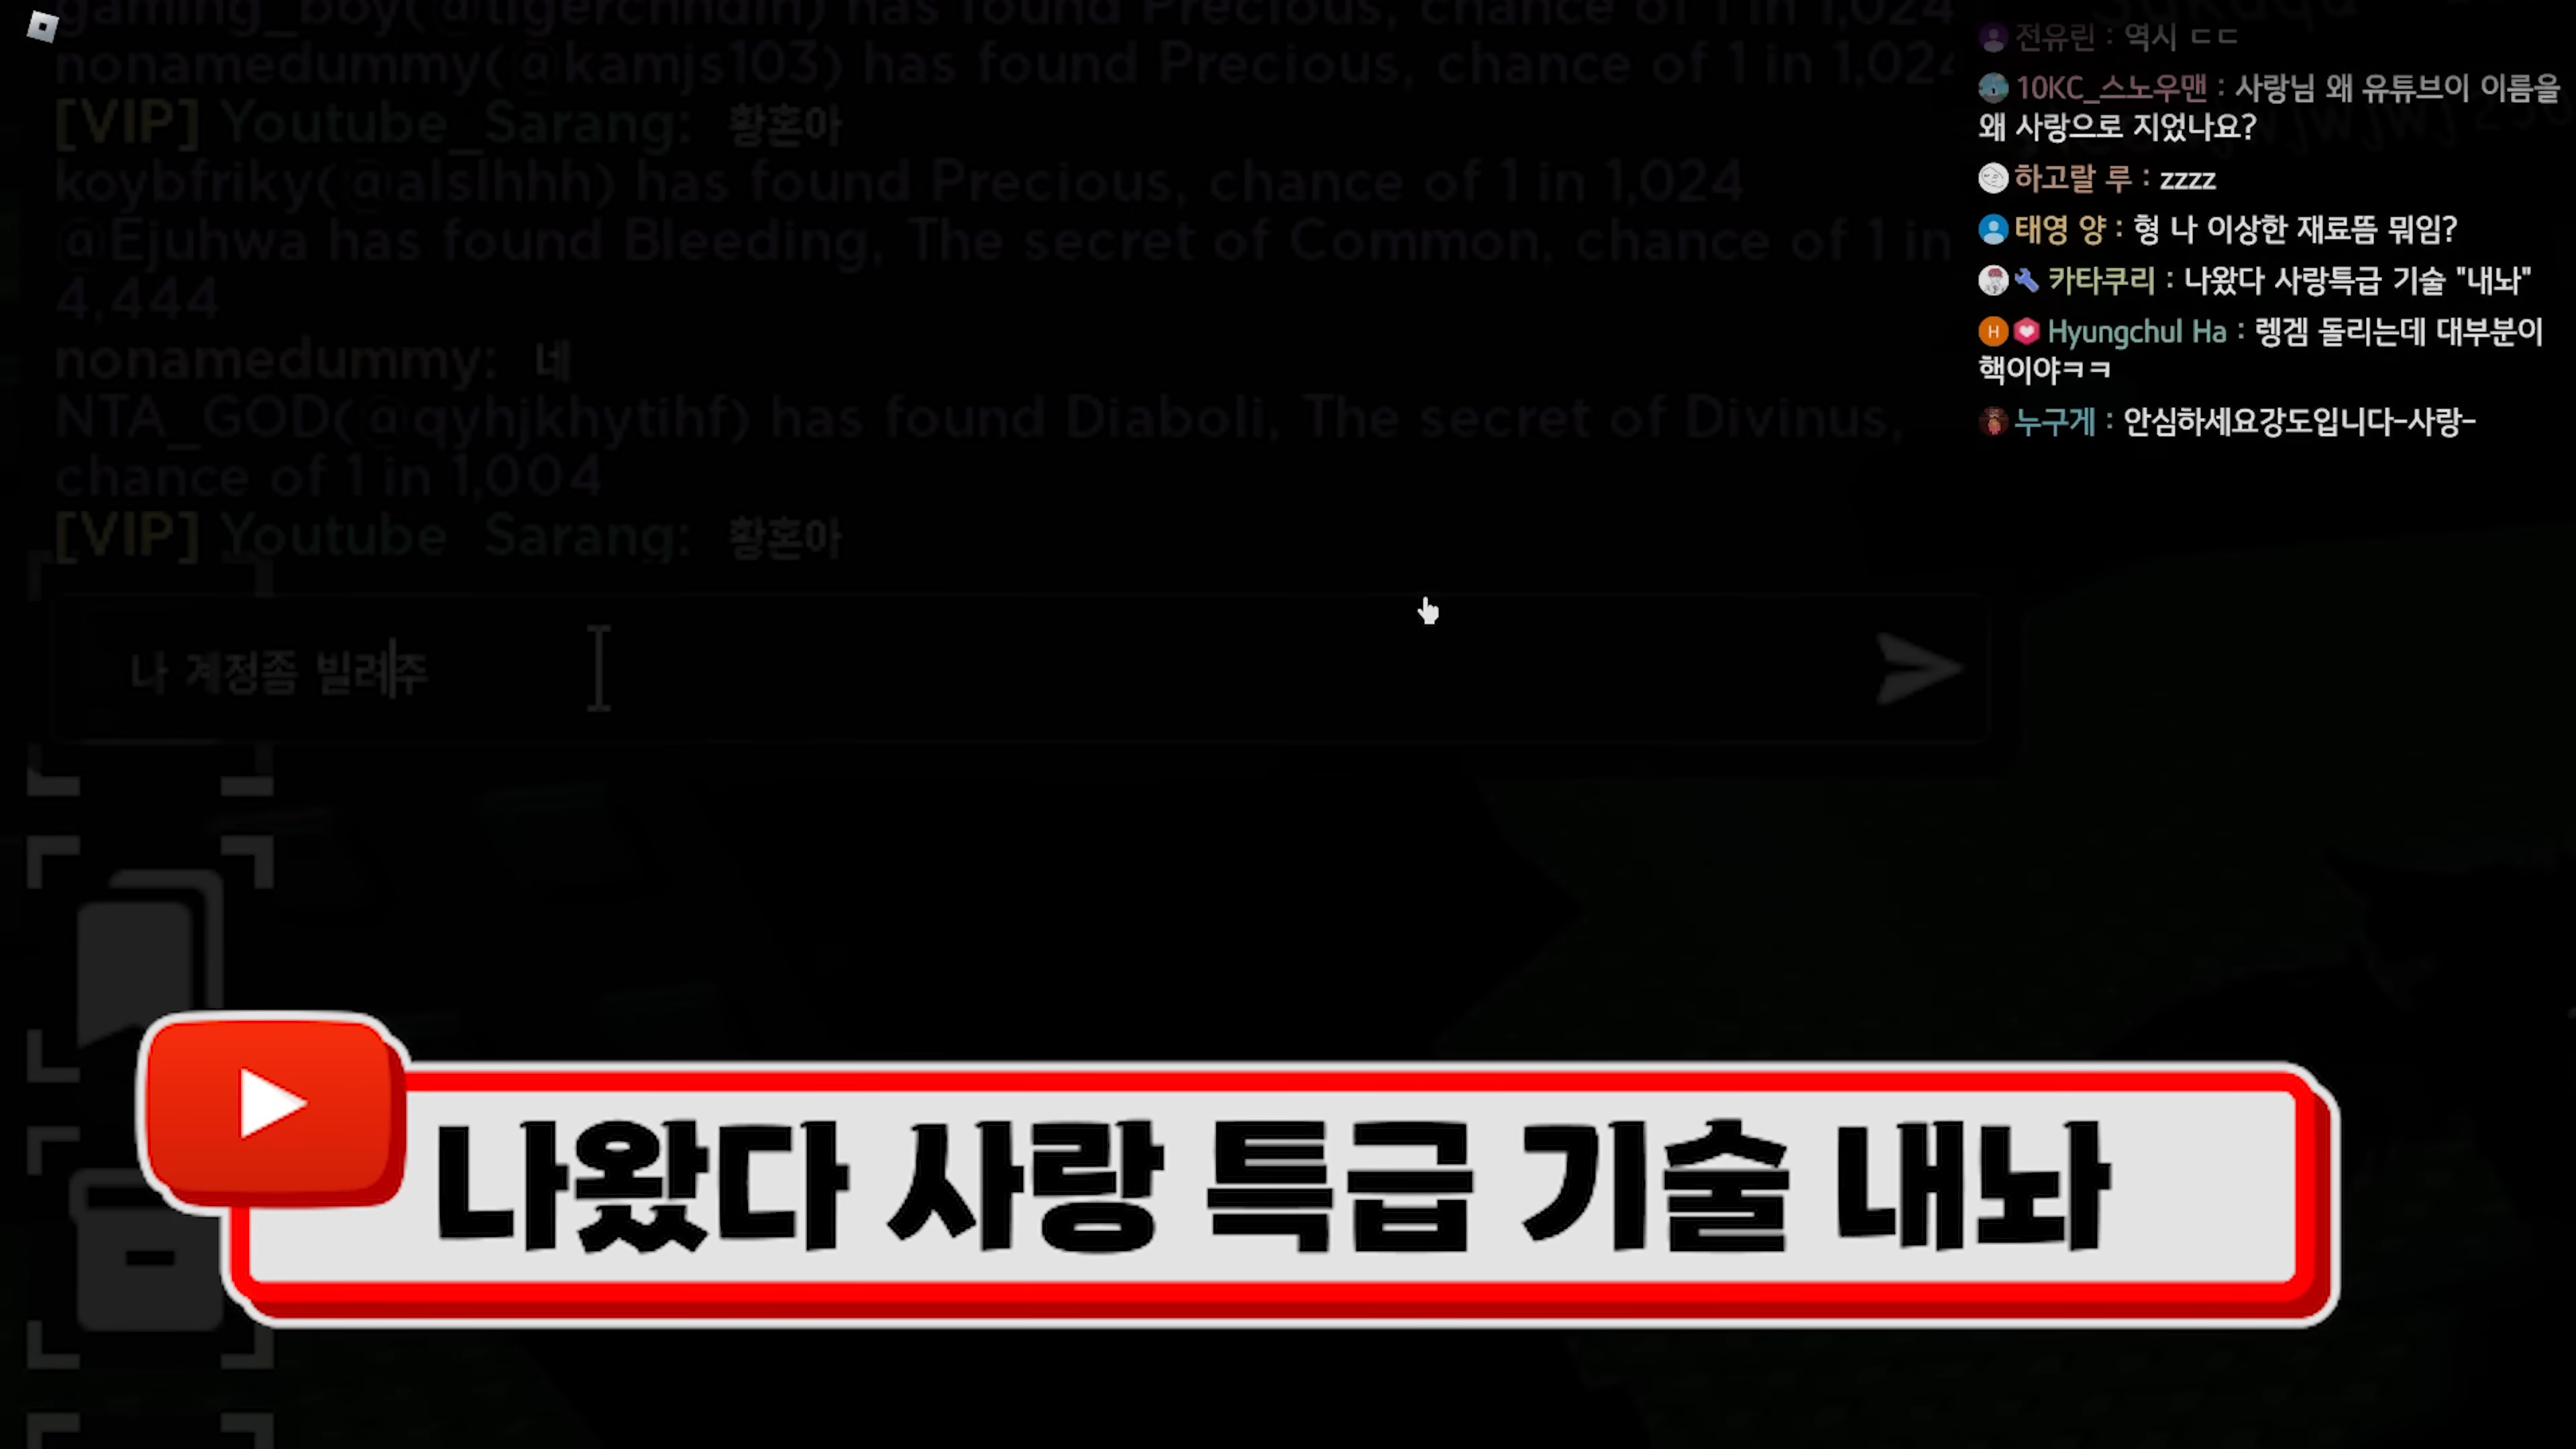 nonamedummy(@kamjs103) has found Precious, chance of 1 in 1,024
[VIP] Youtube_Sarang: 황혼아
koybfriky(@alslhhh) has found Precious, chance of 1 in 1,024
@Ejuhwa has found Bleeding, The secret of Common, chance of 1 in
4,444
nonamedummy: 네
NTA_GOD(@qyhjkhytihf) has found Diaboli, The secret of Divinus,
chance of 1 in 1,004
[VIP] Youtube_Sarang: 황혼아
나 계정좀 빌려주
전유린 : 역시 ㄷㄷ
10KC_스노우맨 : 사랑님 왜 유튜브이 이름을
왜 사랑으로 지었나요?
하고랄 루 : zzzz
태영 양 : 형 나 이상한 재료뜸 뭐임?
카타쿠리 : 나왔다 사랑특급 기술 "내놔"
H Hyungchul Ha : 렝겜 돌리는데 대부분이
핵이야ㅋㅋ
누구게 : 안심하세요강도입니다-사랑-
나왔다 사랑 특급 기술 내놔